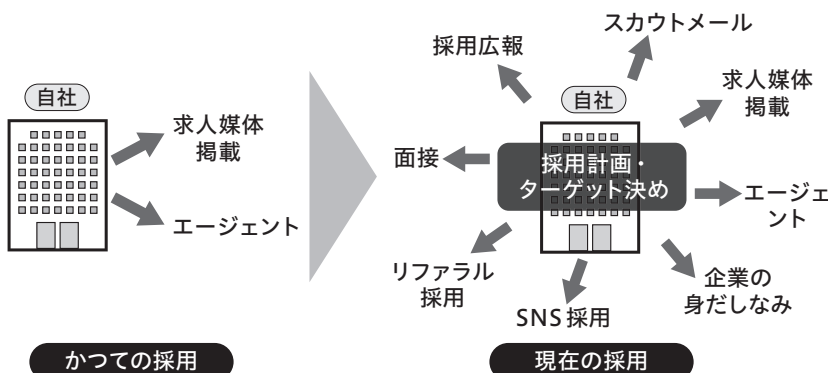 自社
求人媒体
掲載
エージェント
かつての採用
スカウトメール
採用広報
自社
求人媒体
掲載
面接
採用計画・
ターゲット決め
エージェ
ント
リファラル
採用
企業の
身だしなみ
SNS採用
現在の採用